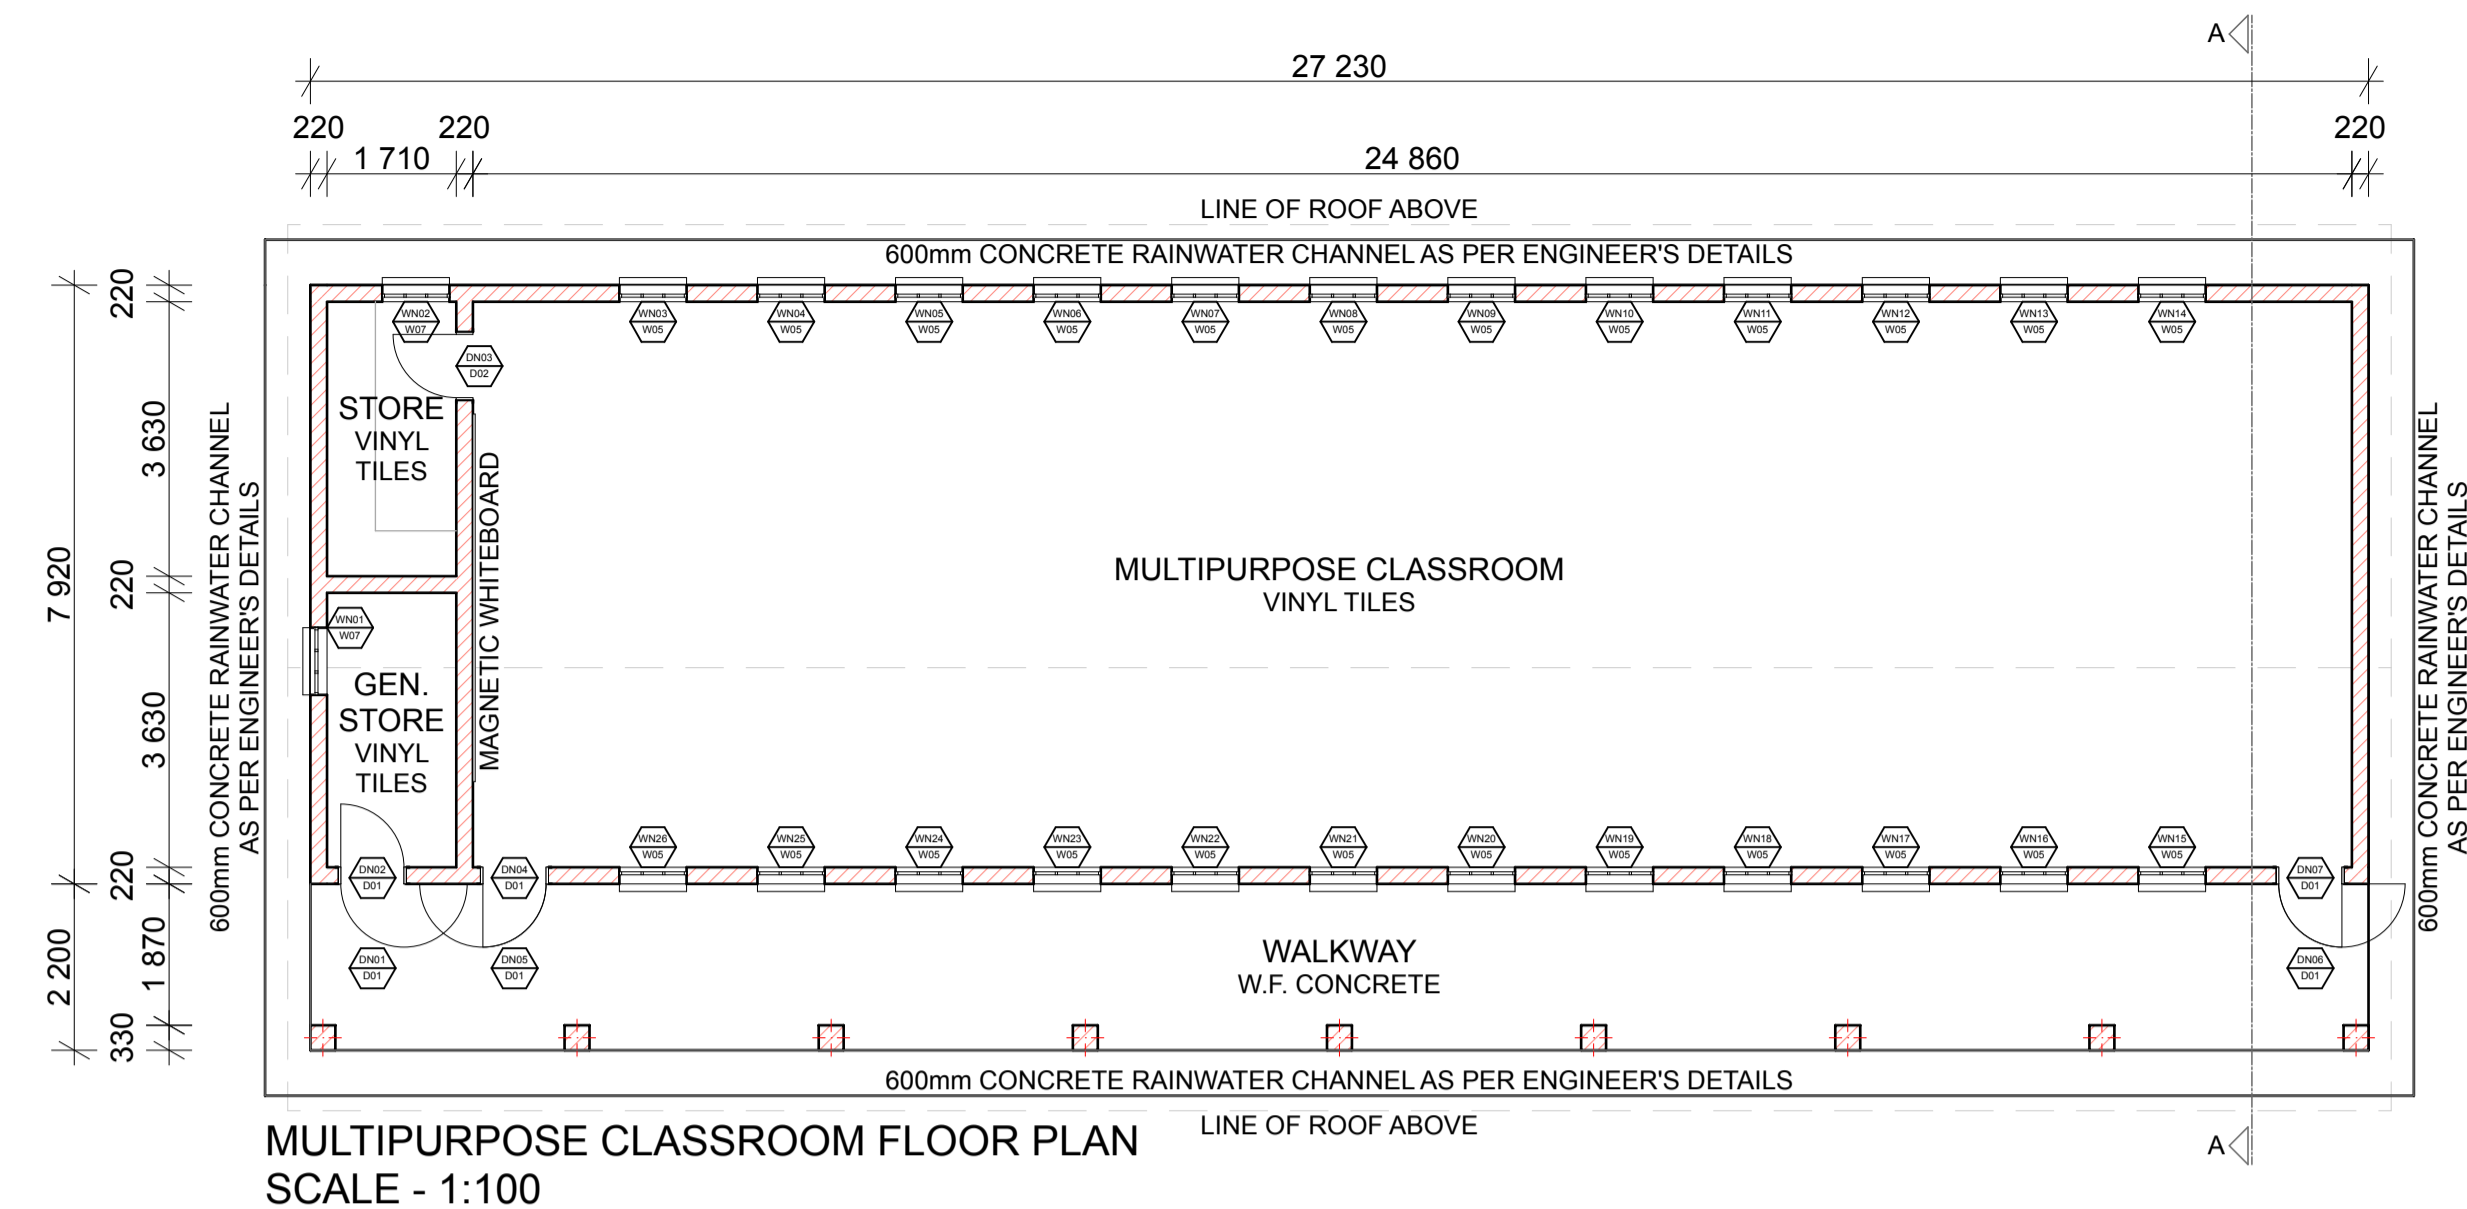 A
27 230
220
220
220
1 710
24 860
LINE OF ROOF ABOVE
600mm CONCRETE RAINWATER CHANNEL AS PER ENGINEER'S DETAILS
WN02
W07
WN03
W05
WN04
W05
WN05
W05
WN06
W05
WN07
W05
WN08
W05
WN09
W05
WN10
W05
WN11
W05
WN12
W05
WN13
W05
WN14
W05
DN03
D02
220
3 630
220
7 920
3 630
220
2 200
1 870
330
600mm CONCRETE RAINWATER CHANNEL
AS PER ENGINEER'S DETAILS
STORE
VINYL
TILES
MAGNETIC WHITEBOARD
MULTIPURPOSE CLASSROOM
VINYL TILES
WN01
W07
GEN.
STORE
VINYL
TILES
600mm CONCRETE RAINWATER CHANNEL
AS PER ENGINEER'S DETAILS
WN26
W05
WN25
W05
WN24
W05
WN23
W05
WN22
W05
WN21
W05
WN20
W05
WN19
W05
WN18
W05
WN17
W05
WN16
W05
WN15
W05
DN02
D01
DN04
D01
DN07
D01
WALKWAY
W.F. CONCRETE
DN01
D01
DN05
D01
DN06
D01
600mm CONCRETE RAINWATER CHANNEL AS PER ENGINEER'S DETAILS
LINE OF ROOF ABOVE
A
MULTIPURPOSE CLASSROOM FLOOR PLAN
SCALE - 1:100